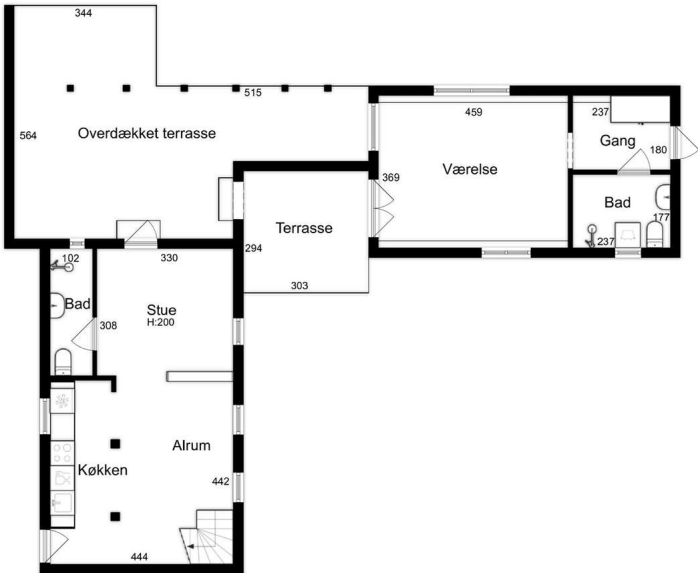 344
515
564
Overdækket terrasse
459
237
Gang
180
369
Værelse
Bad
177
237
Terrasse
294
303
102
330
Bad
308
Stue
H:200
Alrum
Køkken
442
444